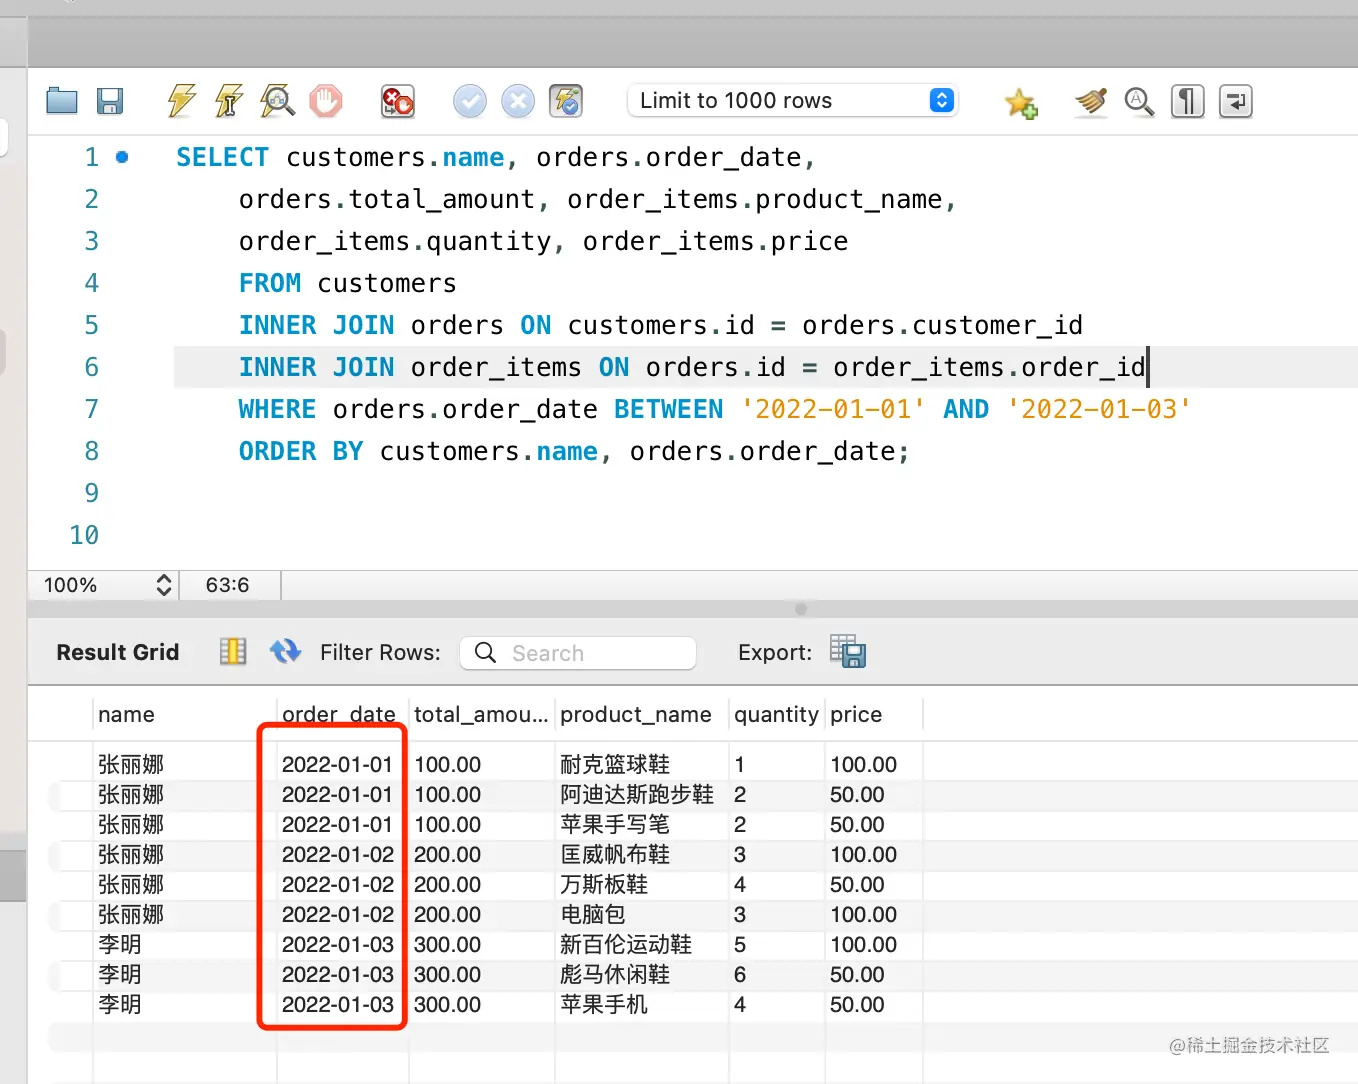 Limit to 1000 rows
1 SELECT customers.name, orders.order_date,
2 orders.total_amount, order_items.product_name,
3 order_items.quantity, order_items.price
4 FROM customers
5 INNER JOIN orders ON customers.id = orders.customer_id
6 INNER JOIN order_items ON orders.id = order_items.order_id
7 WHERE orders.order_date BETWEEN '2022-01-01' AND '2022-01-03'
8 ORDER BY customers.name, orders.order_date;
9
10
100% 63:6
Result Grid Filter Rows: Search Export:
name order_date total_amou... product_name quantity price
张丽娜 2022-01-01 100.00 耐克篮球鞋 1 100.00
张丽娜 2022-01-01 100.00 阿迪达斯跑步鞋 2 50.00
张丽娜 2022-01-01 100.00 苹果手写笔 2 50.00
张丽娜 2022-01-02 200.00 匡威帆布鞋 3 100.00
张丽娜 2022-01-02 200.00 万斯板鞋 4 50.00
张丽娜 2022-01-02 200.00 电脑包 3 100.00
李明 2022-01-03 300.00 新百伦运动鞋 5 100.00
李明 2022-01-03 300.00 彪马休闲鞋 6 50.00
李明 2022-01-03 300.00 苹果手机 4 50.00
@稀土掘金技术社区